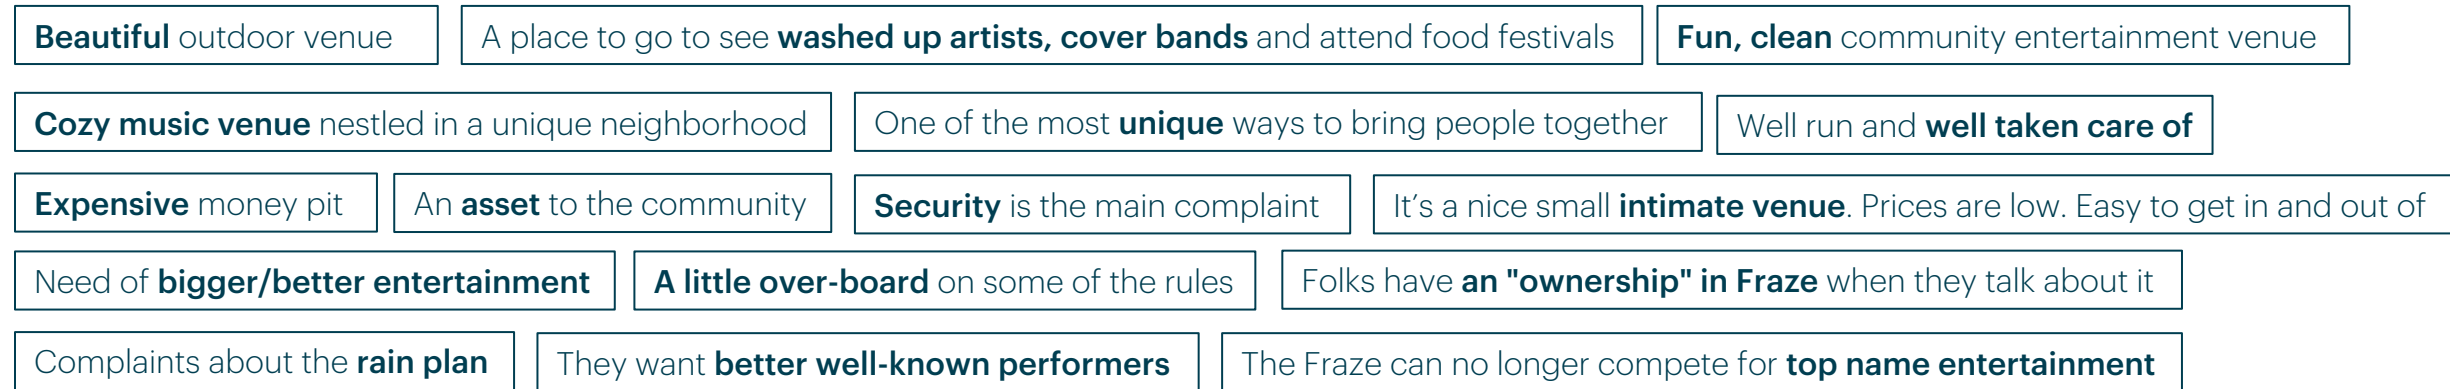 Beautiful outdoor venue
A place to go to see washed up artists, cover bands and attend food festivals
Fun, clean community entertainment venue
Cozy music venue nestled in a unique neighborhood
One of the most unique ways to bring people together
Well run and well taken care of
Expensive money pit
An asset to the community
Security is the main complaint
It’s a nice small intimate venue. Prices are low. Easy to get in and out of
Need of bigger/better entertainment
A little over-board on some of the rules
Folks have an "ownership" in Fraze when they talk about it
Complaints about the rain plan
They want better well-known performers
The Fraze can no longer compete for top name entertainment